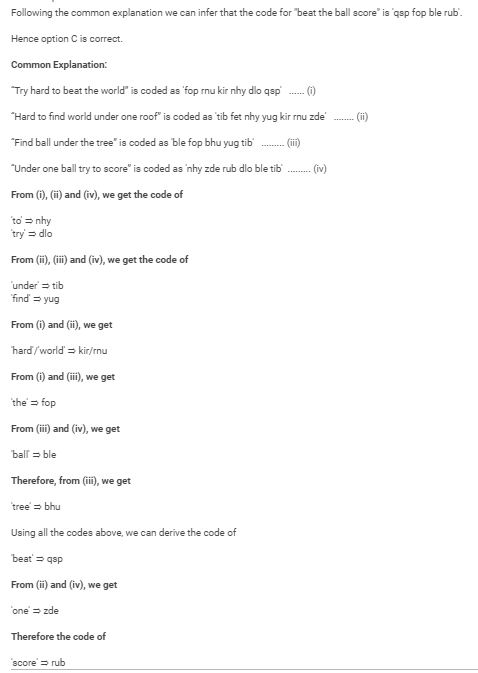 Following the common explanation we can infer that the code for "beat the ball score" is 'qsp fop ble rub'.
Hence option C is correct.
Common Explanation:
"Try hard to beat the world" is coded as 'fop rnu kir nhy dlo qsp' ...... (i)
"Hard to find world under one roof" is coded as 'tib fet nhy yug kir rnu zde' ........ (ii)
"Find ball under the tree" is coded as 'ble fop bhu yug tib' ......... (iii)
"Under one ball try to score" is coded as 'nhy zde rub dlo ble tib' ......... (iv)
From (i), (ii) and (iv), we get the code of
'to' ⇒ nhy
'try' ⇒ dlo
From (ii), (iii) and (iv), we get the code of
'under' ⇒ tib
'find' ⇒ yug
From (i) and (ii), we get
'hard'/'world' ⇒ kir/rnu
From (i) and (iii), we get
'the' ⇒ fop
From (iii) and (iv), we get
'ball' ⇒ ble
Therefore, from (iii), we get
'tree' ⇒ bhu
Using all the codes above, we can derive the code of
'beat' ⇒ qsp
From (ii) and (iv), we get
'one' ⇒ zde
Therefore the code of
'score' ⇒ rub